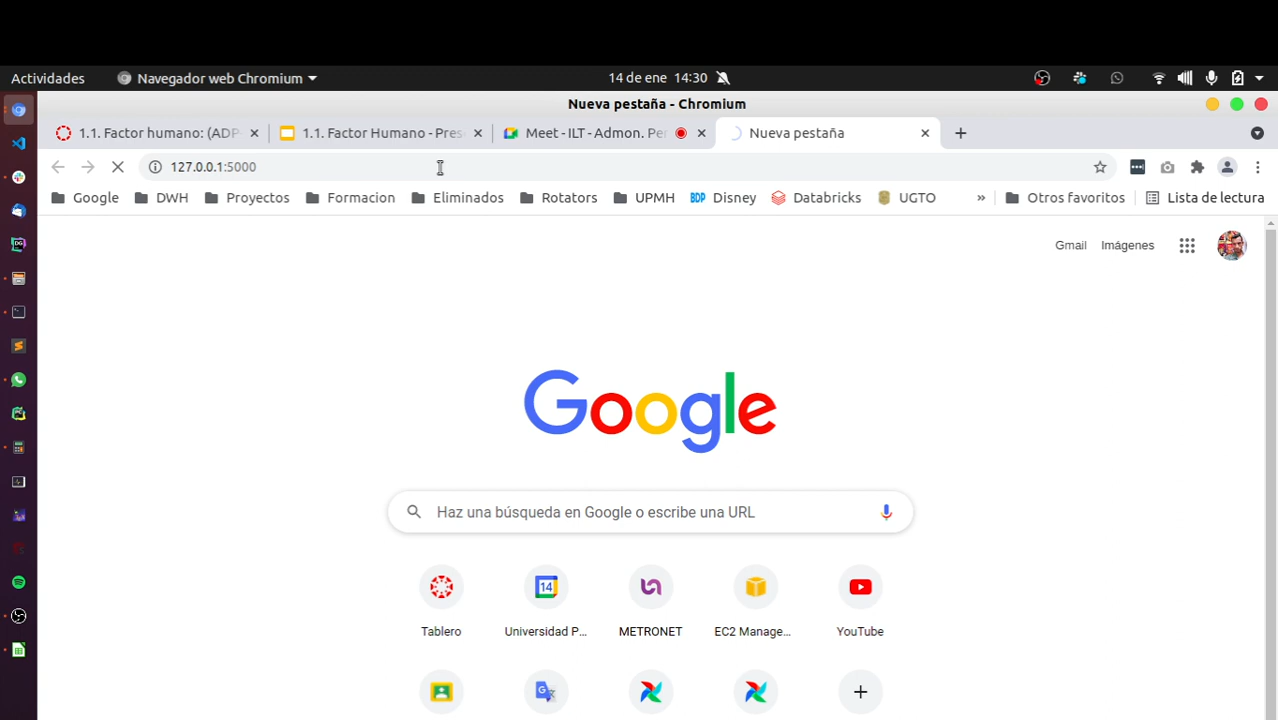 Actividades Navegador web Chromium 14 de ene 14:30
Nueva pestaña - Chromium
1.1. Factor humano: (ADP- 1.1. Factor Humano - Pres Meet - ILT - Admon. Per Nueva pestaña
127.0.0.1:5000
Google DWH Proyectos Formacion Eliminados Rotators UPMH BDP Disney Databricks UGTO » Otros favoritos Lista de lectura
Gmail Imágenes
Google
Haz una búsqueda en Google o escribe una URL
14
Tablero Universidad P... METRONET EC2 Manage... YouTube